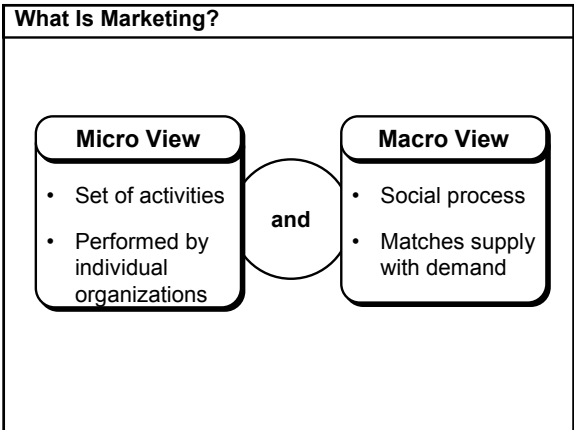 What Is Marketing?
Micro View
• Set of activities
• Performed by
individual
organizations
and
Macro View
• Social process
• Matches supply
with demand